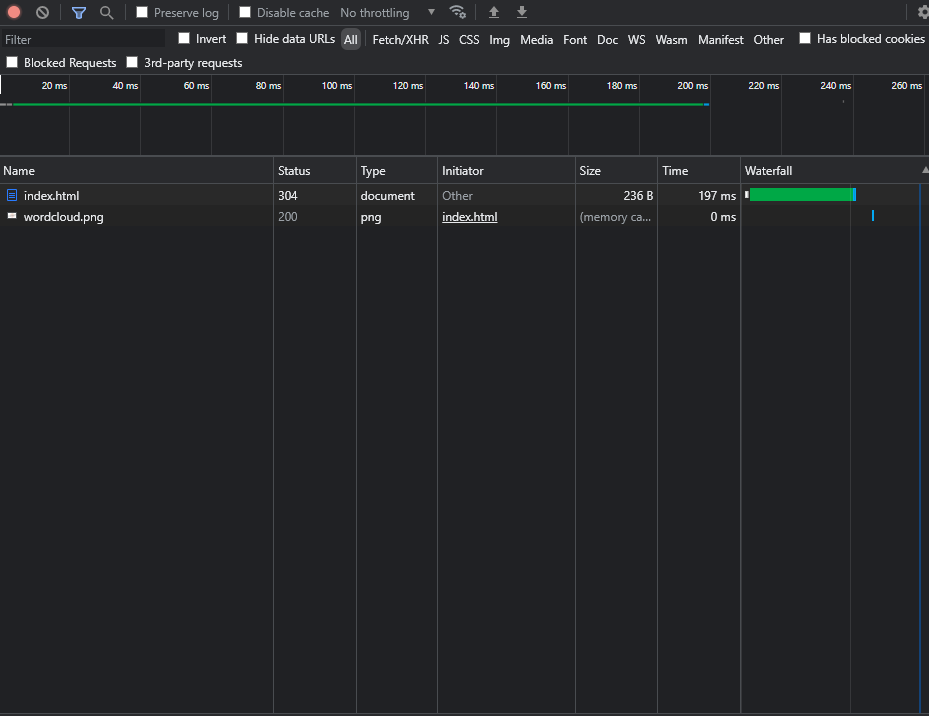 Preserve log Disable cache No throttling
Filter Invert Hide data URLs All Fetch/XHR JS CSS Img Media Font Doc WS Wasm Manifest Other Has blocked cookies
Blocked Requests 3rd-party requests
20 ms 40 ms 60 ms 80 ms 100 ms 120 ms 140 ms 160 ms 180 ms 200 ms 220 ms 240 ms 260 ms
Name Status Type Initiator Size Time Waterfall
index.html 304 document Other 236 B 197 ms
wordcloud.png 200 png index.html (memory ca... 0 ms